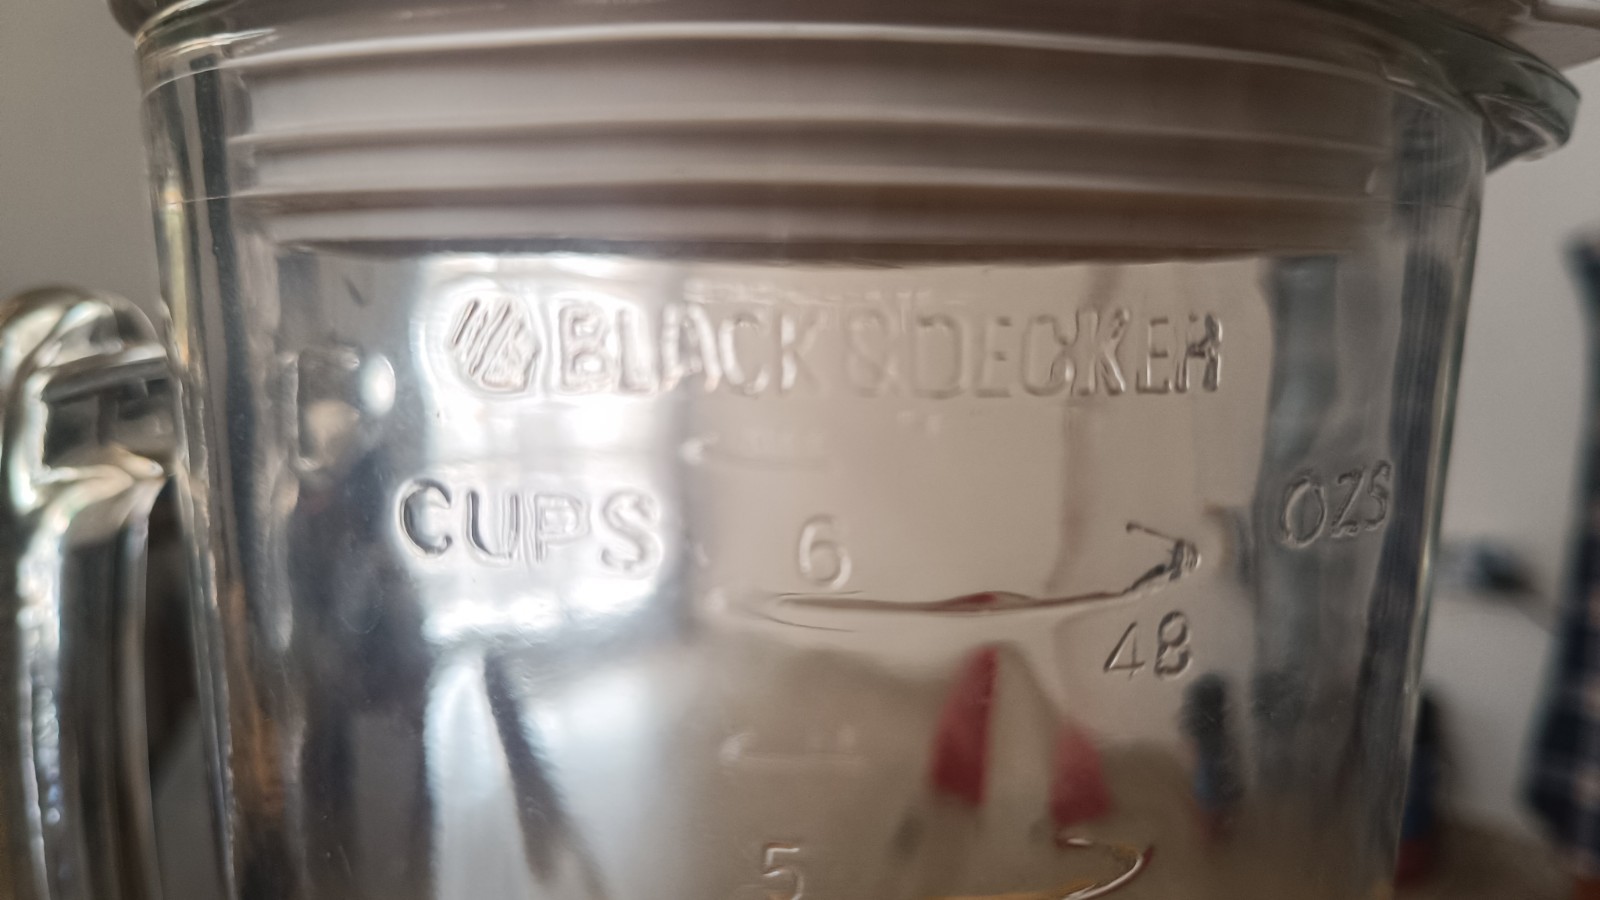 BLACK & DECKER
CUPS 6 OZS
48
5